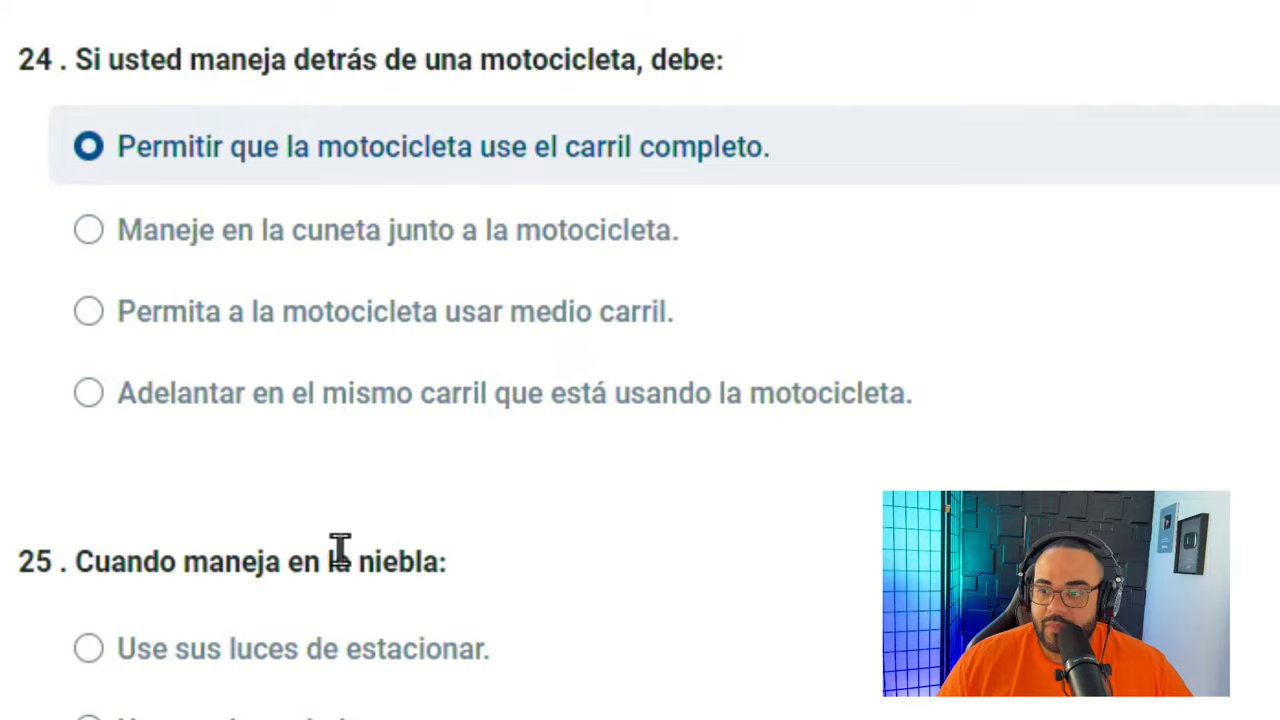 24 . Si usted maneja detrás de una motocicleta, debe:
Permitir que la motocicleta use el carril completo.
Maneje en la cuneta junto a la motocicleta.
Permita a la motocicleta usar medio carril.
Adelantar en el mismo carril que está usando la motocicleta.
25 . Cuando maneja en la niebla:
Use sus luces de estacionar.